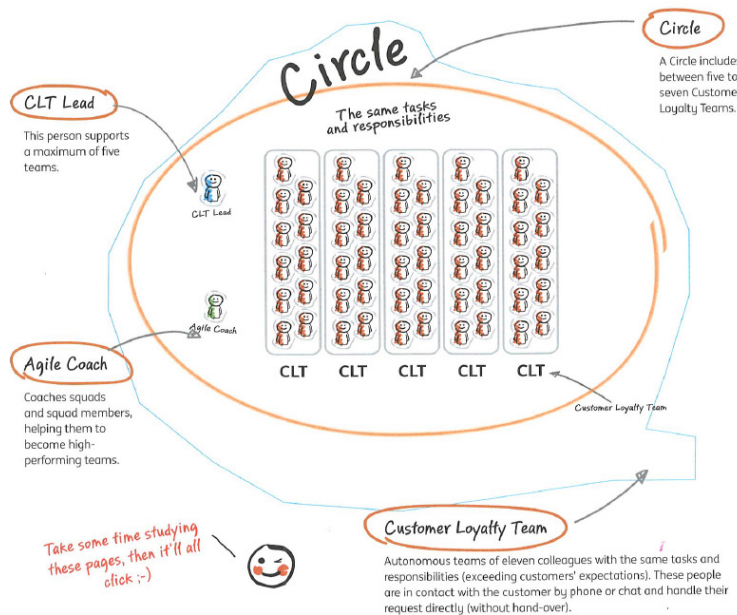 Circle
Circle
A Circle includes
between five to
seven Custome
Loyalty Teams.
CLT Lead
This person supports
a maximum of five
teams.
The same tasks
and responsibilities
CLT Lead
Agile Coach
Agile Coach
Coaches squads
and squad members,
helping them to
become high-
performing teams.
CLT CLT CLT CLT CLT
Customer Loyalty Team
Take some time studying
these pages, then it'll all
click ;-)
Customer Loyalty Team
Autonomous teams of eleven colleagues with the same tasks and
responsibilities (exceeding customers' expectations). These people
are in contact with the customer by phone or chat and handle their
request directly (without hand-over).